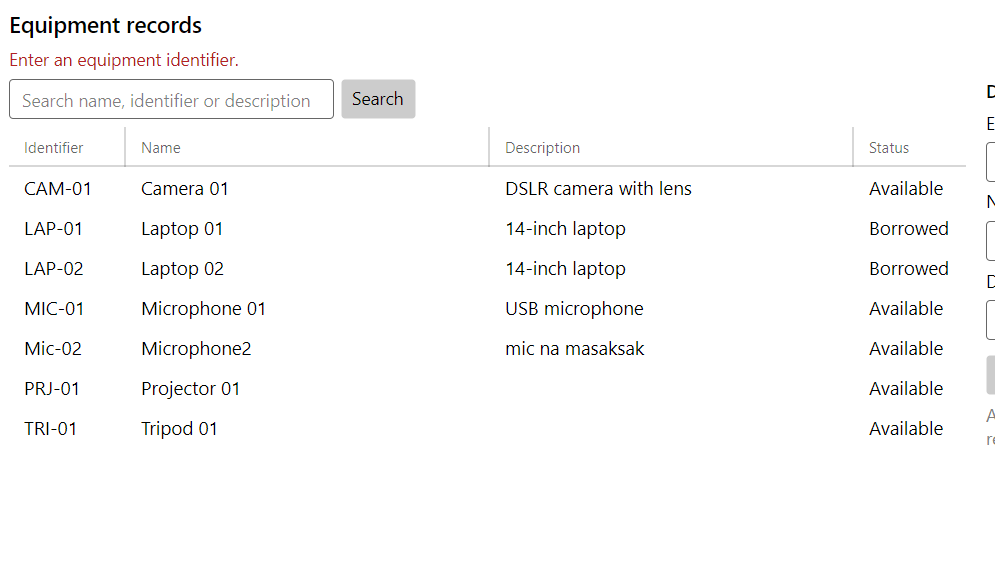 Equipment records
Enter an equipment identifier.
Search name, identifier or description Search
Identifier Name Description Status
CAM-01 Camera 01 DSLR camera with lens Available
LAP-01 Laptop 01 14-inch laptop Borrowed
LAP-02 Laptop 02 14-inch laptop Borrowed
MIC-01 Microphone 01 USB microphone Available
Mic-02 Microphone2 mic na masaksak Available
PRJ-01 Projector 01 Available
TRI-01 Tripod 01 Available